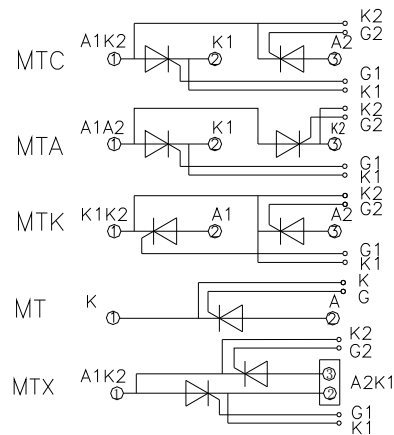 K2
A1K2 K1 A2 G2
MTC 1 2 3
G1
K1
K2
A1A2 K1 K2 G2
MTA 1 2 3
G1
K1
K2
K1K2 A1 A2 G2
MTK 1 2 3
G1
K1
K
K A G
MT 1 2
K2
G2
A1K2 3 A2K1
MTX 1 2
G1
K1